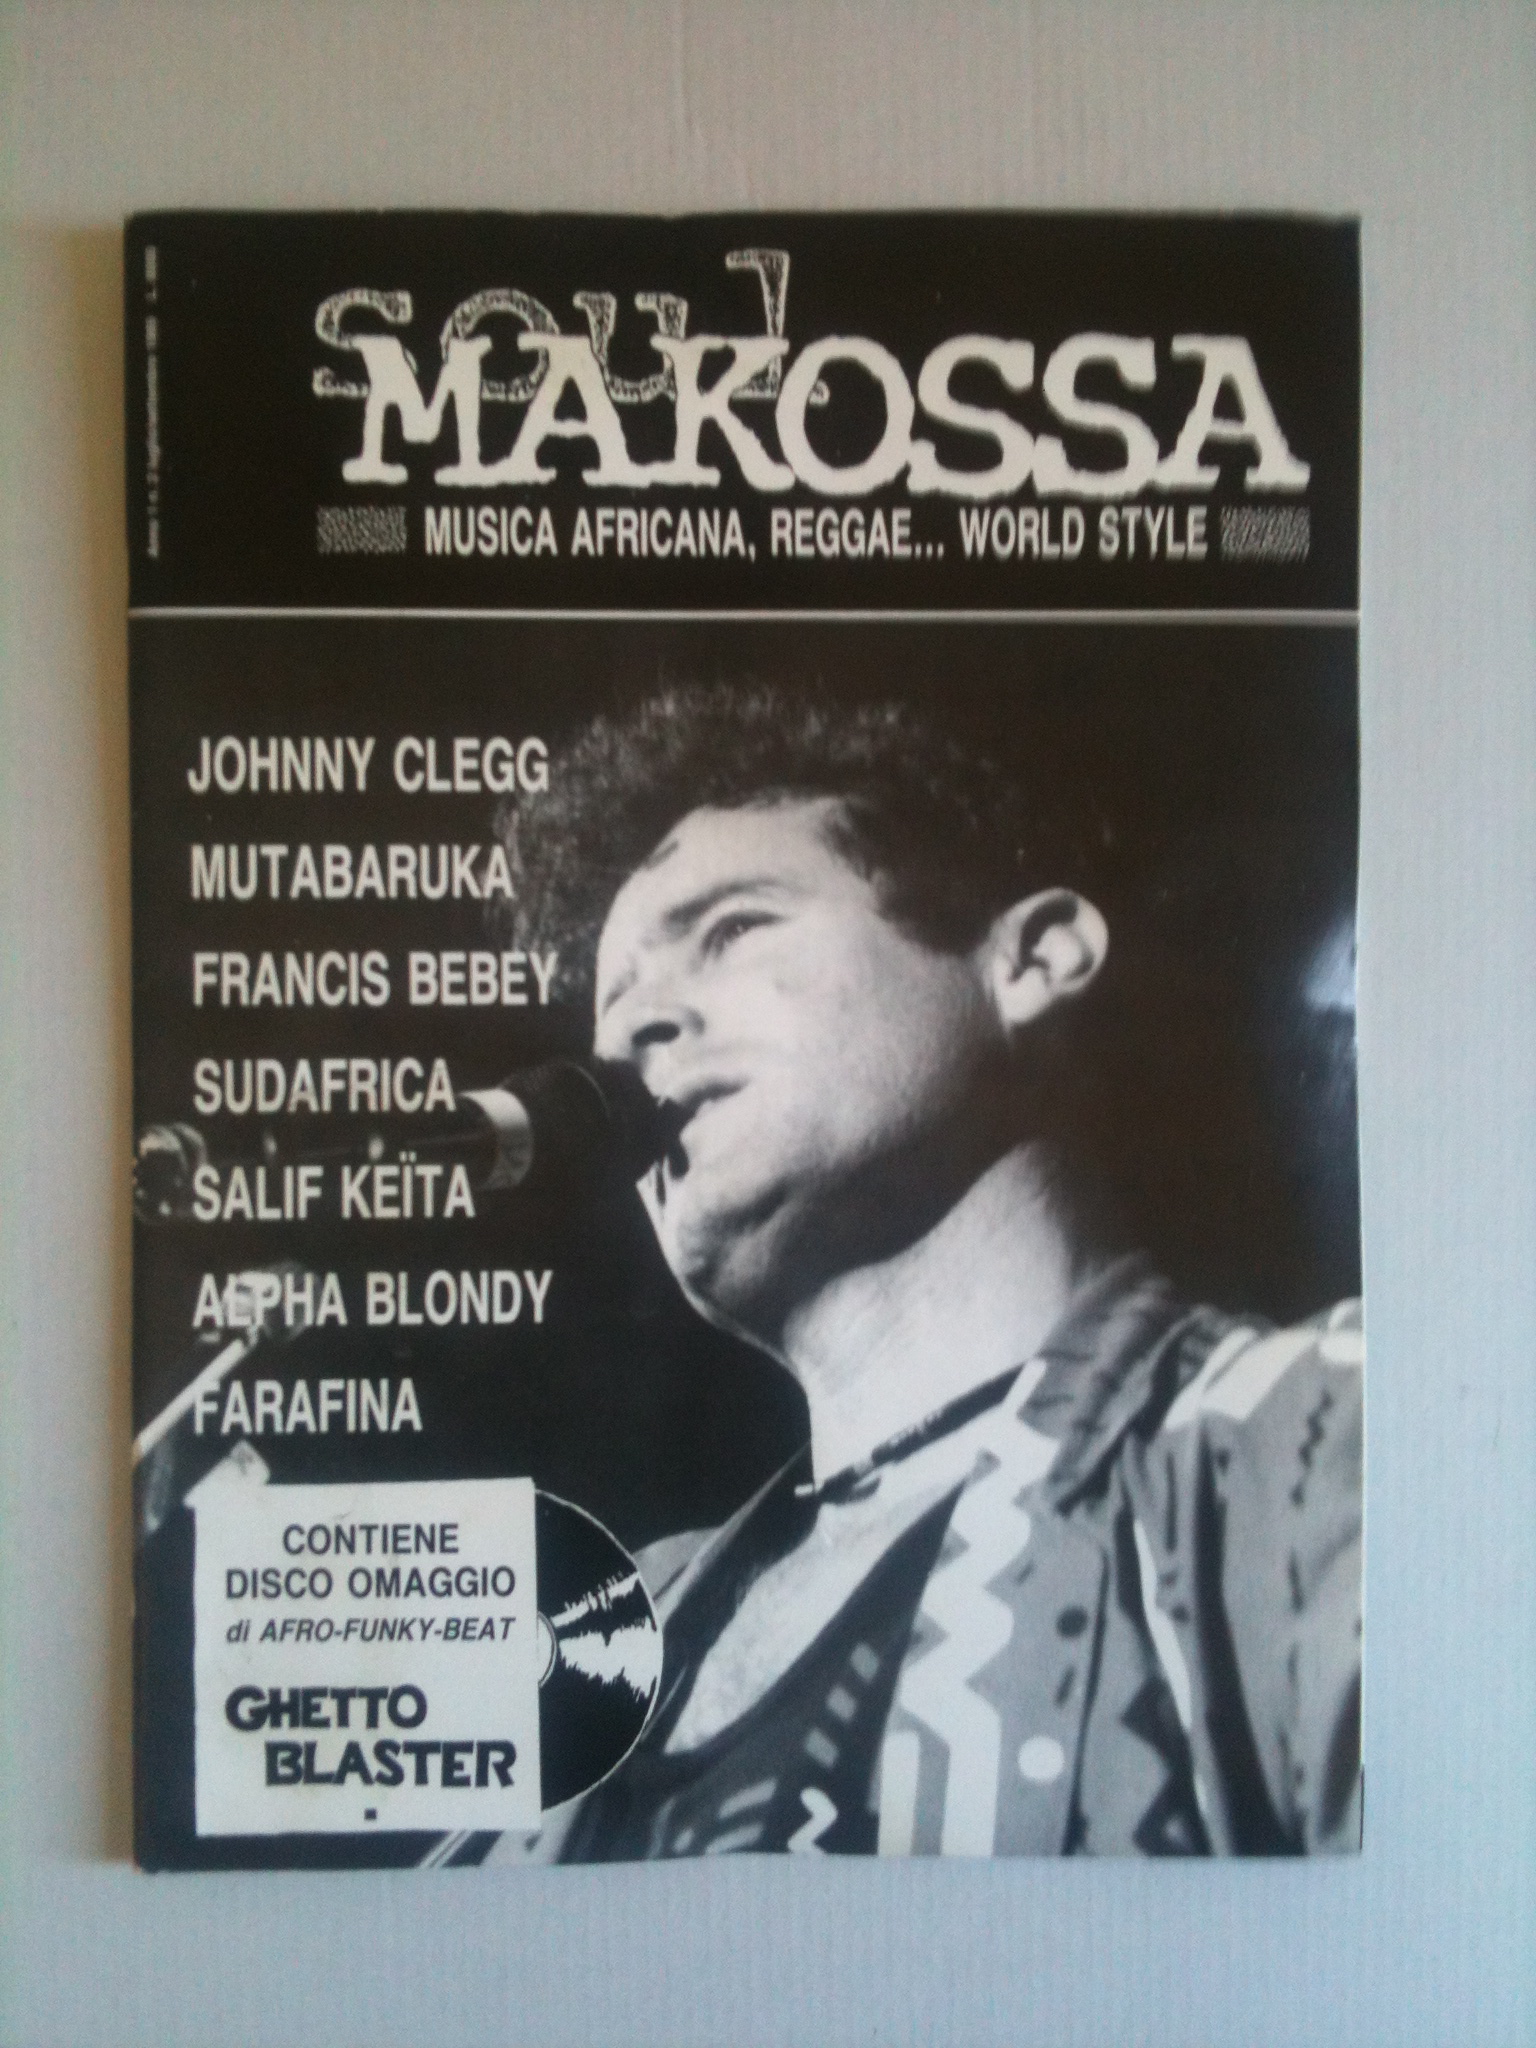 soul
MAKOSSA
MUSICA AFRICANA, REGGAE... WORLD STYLE
JOHNNY CLEGG
MUTABARUKA
FRANCIS BEBEY
SUDAFRICA
SALIF KEÏTA
ALPHA BLONDY
FARAFINA
CONTIENE
DISCO OMAGGIO
di AFRO-FUNKY-BEAT
GHETTO
BLASTER